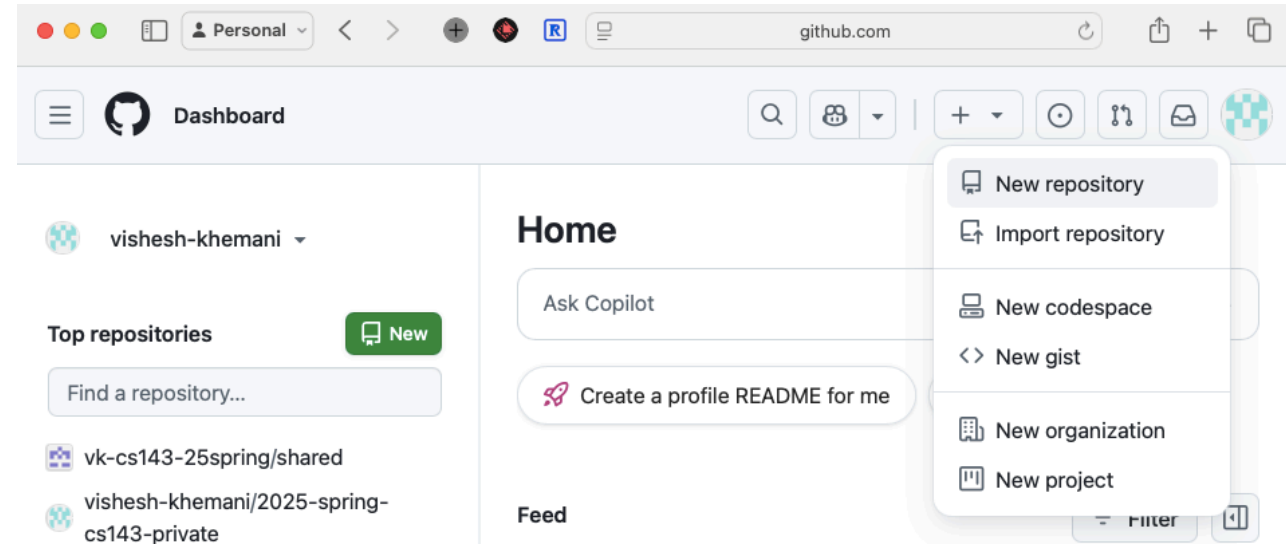 Personal
R
github.com
Dashboard
New repository
Import repository
New codespace
New gist
New organization
New project
vishesh-khemani
Top repositories
New
Find a repository...
vk-cs143-25spring/shared
vishesh-khemani/2025-spring-
cs143-private
Home
Ask Copilot
Create a profile README for me
Feed
Filter